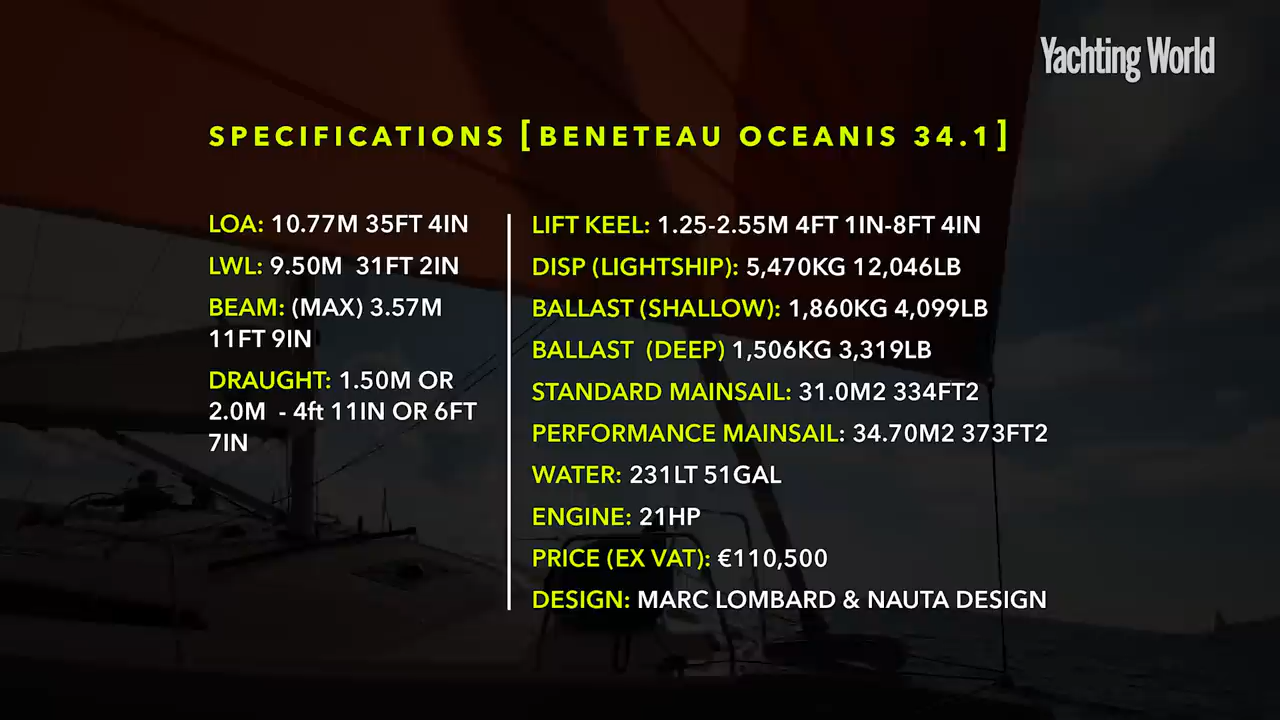 Yachting World
SPECIFICATIONS [BENETEAU OCEANIS 34.1]
LOA: 10.77M 35FT 4IN
LWL: 9.50M  31FT 2IN
BEAM: (MAX) 3.57M
11FT 9IN
DRAUGHT: 1.50M OR
2.0M  - 4ft 11IN OR 6FT
7IN
LIFT KEEL: 1.25-2.55M 4FT 1IN-8FT 4IN
DISP (LIGHTSHIP): 5,470KG 12,046LB
BALLAST (SHALLOW): 1,860KG 4,099LB
BALLAST  (DEEP) 1,506KG 3,319LB
STANDARD MAINSAIL: 31.0M2 334FT2
PERFORMANCE MAINSAIL: 34.70M2 373FT2
WATER: 231LT 51GAL
ENGINE: 21HP
PRICE (EX VAT): €110,500
DESIGN: MARC LOMBARD & NAUTA DESIGN